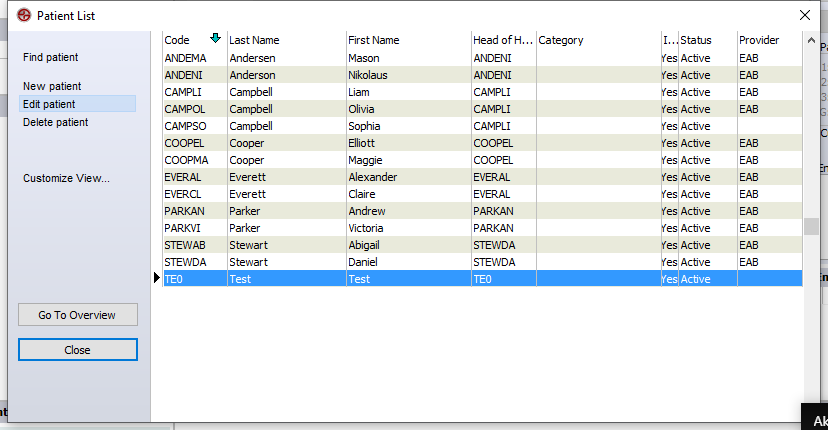 Patient List
Find patient
New patient
Edit patient
Delete patient
Customize View...
Go To Overview
Close
Code Last Name First Name Head of H... Category I... Status Provider
ANDEMA Andersen Mason ANDENI Yes Active EAB
ANDENI Anderson Nikolaus ANDENI Yes Active EAB
CAMPLI Campbell Liam CAMPLI Yes Active EAB
CAMPOL Campbell Olivia CAMPLI Yes Active EAB
CAMPSO Campbell Sophia CAMPLI Yes Active
COOPEL Cooper Elliott COOPEL Yes Active EAB
COOPMA Cooper Maggie COOPEL Yes Active EAB
EVERAL Everett Alexander EVERAL Yes Active EAB
EVERCL Everett Claire EVERAL Yes Active EAB
PARKAN Parker Andrew PARKAN Yes Active EAB
PARKVI Parker Victoria PARKAN Yes Active EAB
STEWAB Stewart Abigail STEWDA Yes Active EAB
STEWDA Stewart Daniel STEWDA Yes Active EAB
TE0 Test Test TE0 Yes Active
Ak